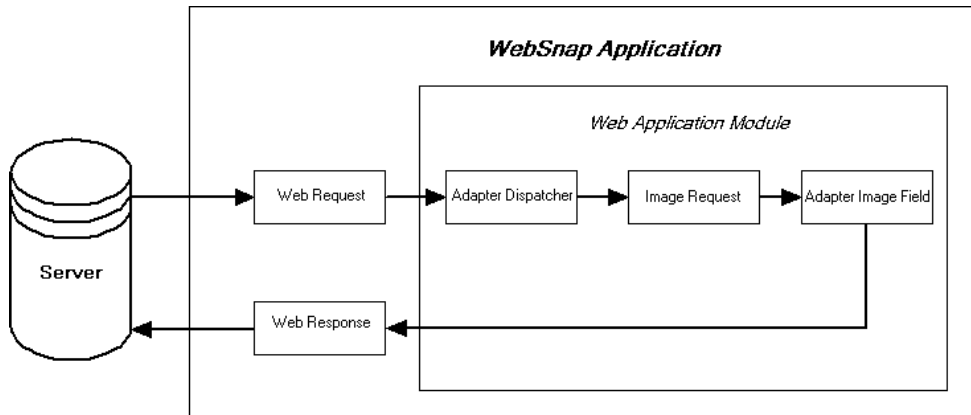 WebSnap Application
Web Application Module
Web Request
Adapter Dispatcher
Image Request
Adapter Image Field
Server
Web Response